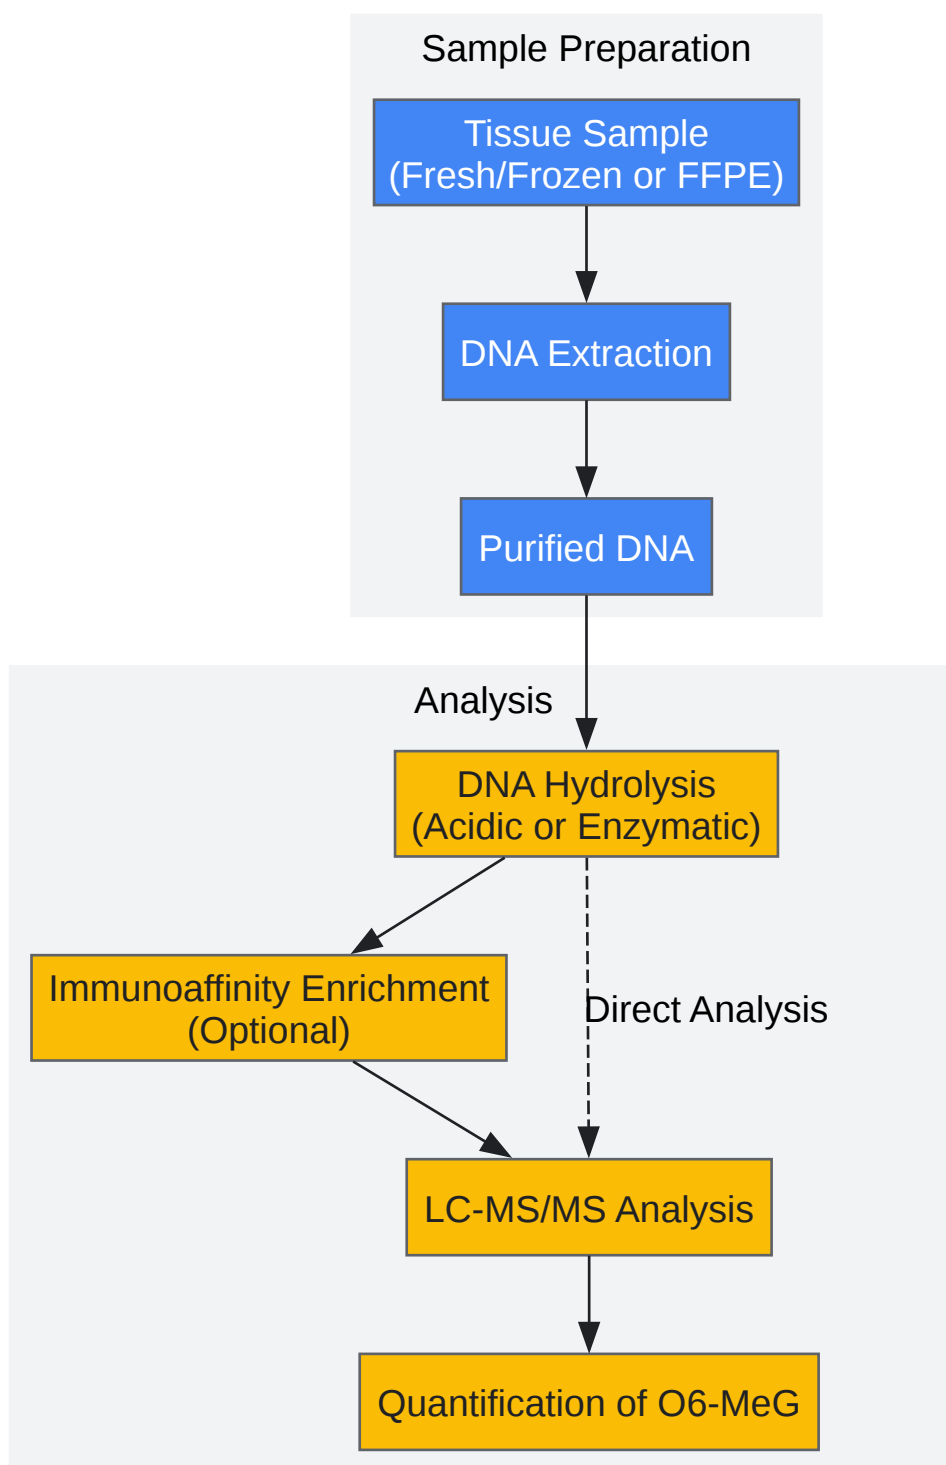 Sample Preparation
Tissue Sample
(Fresh/Frozen or FFPE)
DNA Extraction
Purified DNA
Analysis
DNA Hydrolysis
(Acidic or Enzymatic)
Immunoaffinity Enrichment
(Optional)
Direct Analysis
LC-MS/MS Analysis
Quantification of O6-MeG